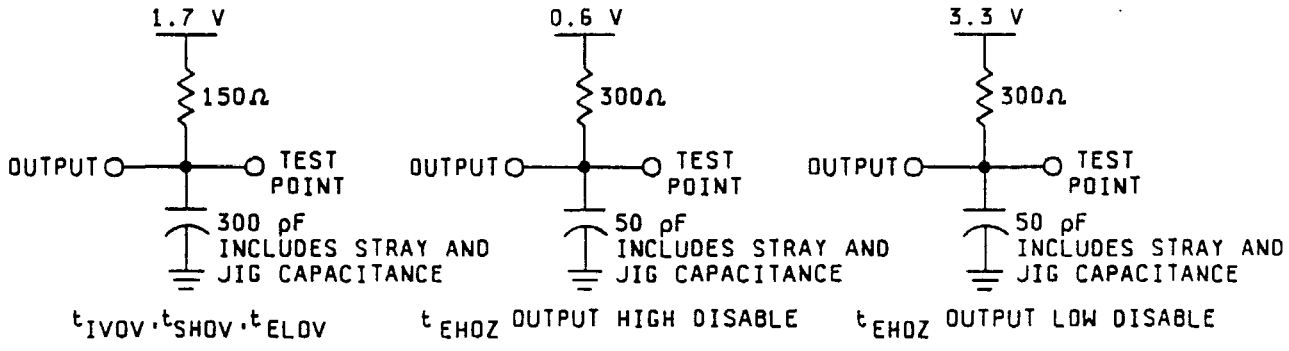 1.7 V
150Ω
OUTPUT
TEST
POINT
300 pF
INCLUDES STRAY AND
JIG CAPACITANCE
tIVOV, tSHOV, tELOV
0.6 V
300Ω
OUTPUT
TEST
POINT
50 pF
INCLUDES STRAY AND
JIG CAPACITANCE
tEHOZ OUTPUT HIGH DISABLE
3.3 V
300Ω
OUTPUT
TEST
POINT
50 pF
INCLUDES STRAY AND
JIG CAPACITANCE
tEHOZ OUTPUT LOW DISABLE